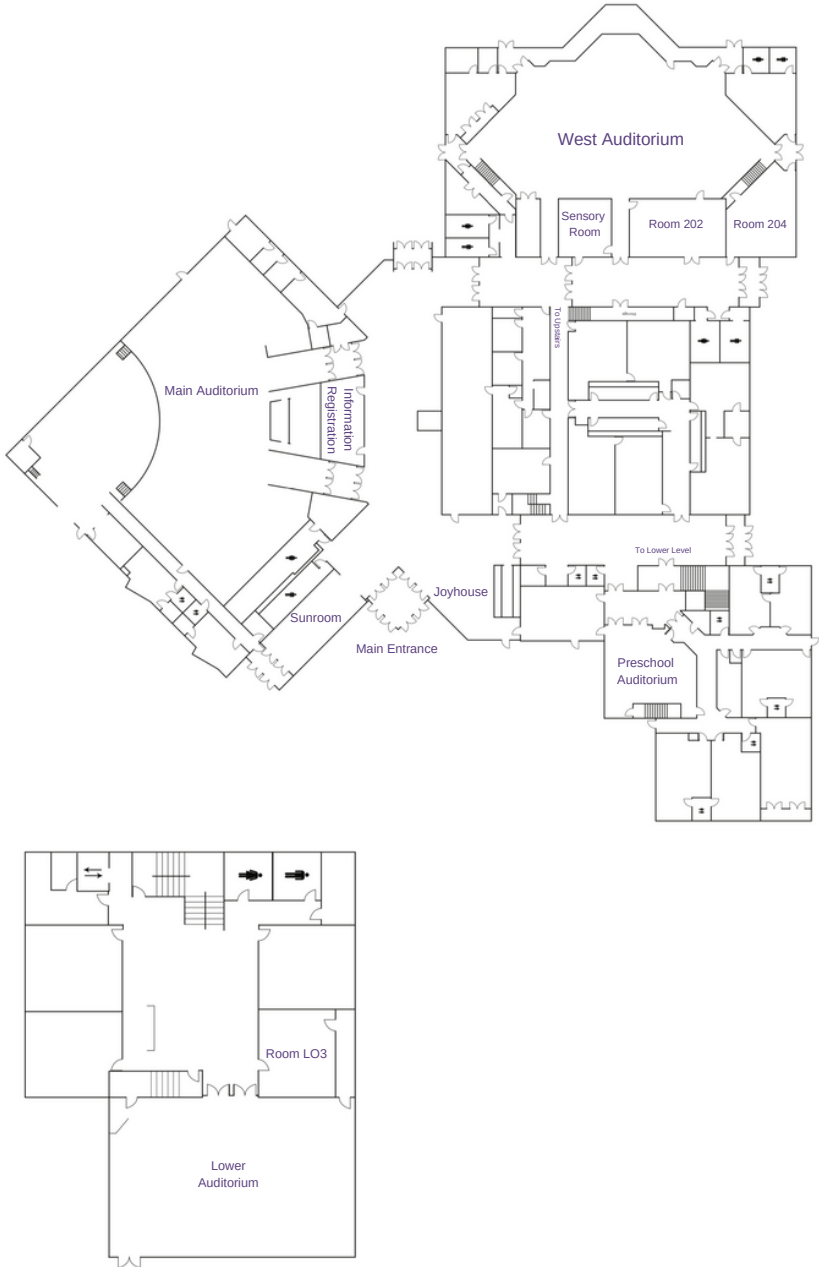 West Auditorium
Sensory
Room
Room 202
Room 204
Storage
To Upstairs
Main Auditorium
Information
Registration
To Lower Level
Joyhouse
Sunroom
Main Entrance
Preschool
Auditorium
Room LO3
Lower
Auditorium